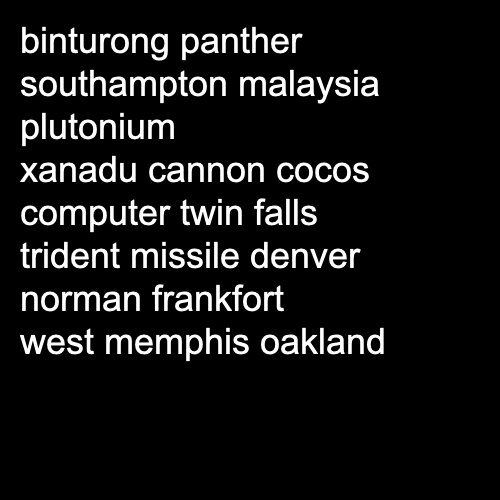 binturong panther
southampton malaysia
plutonium
xanadu cannon cocos
computer twin falls
trident missile denver
norman frankfort
west memphis oakland